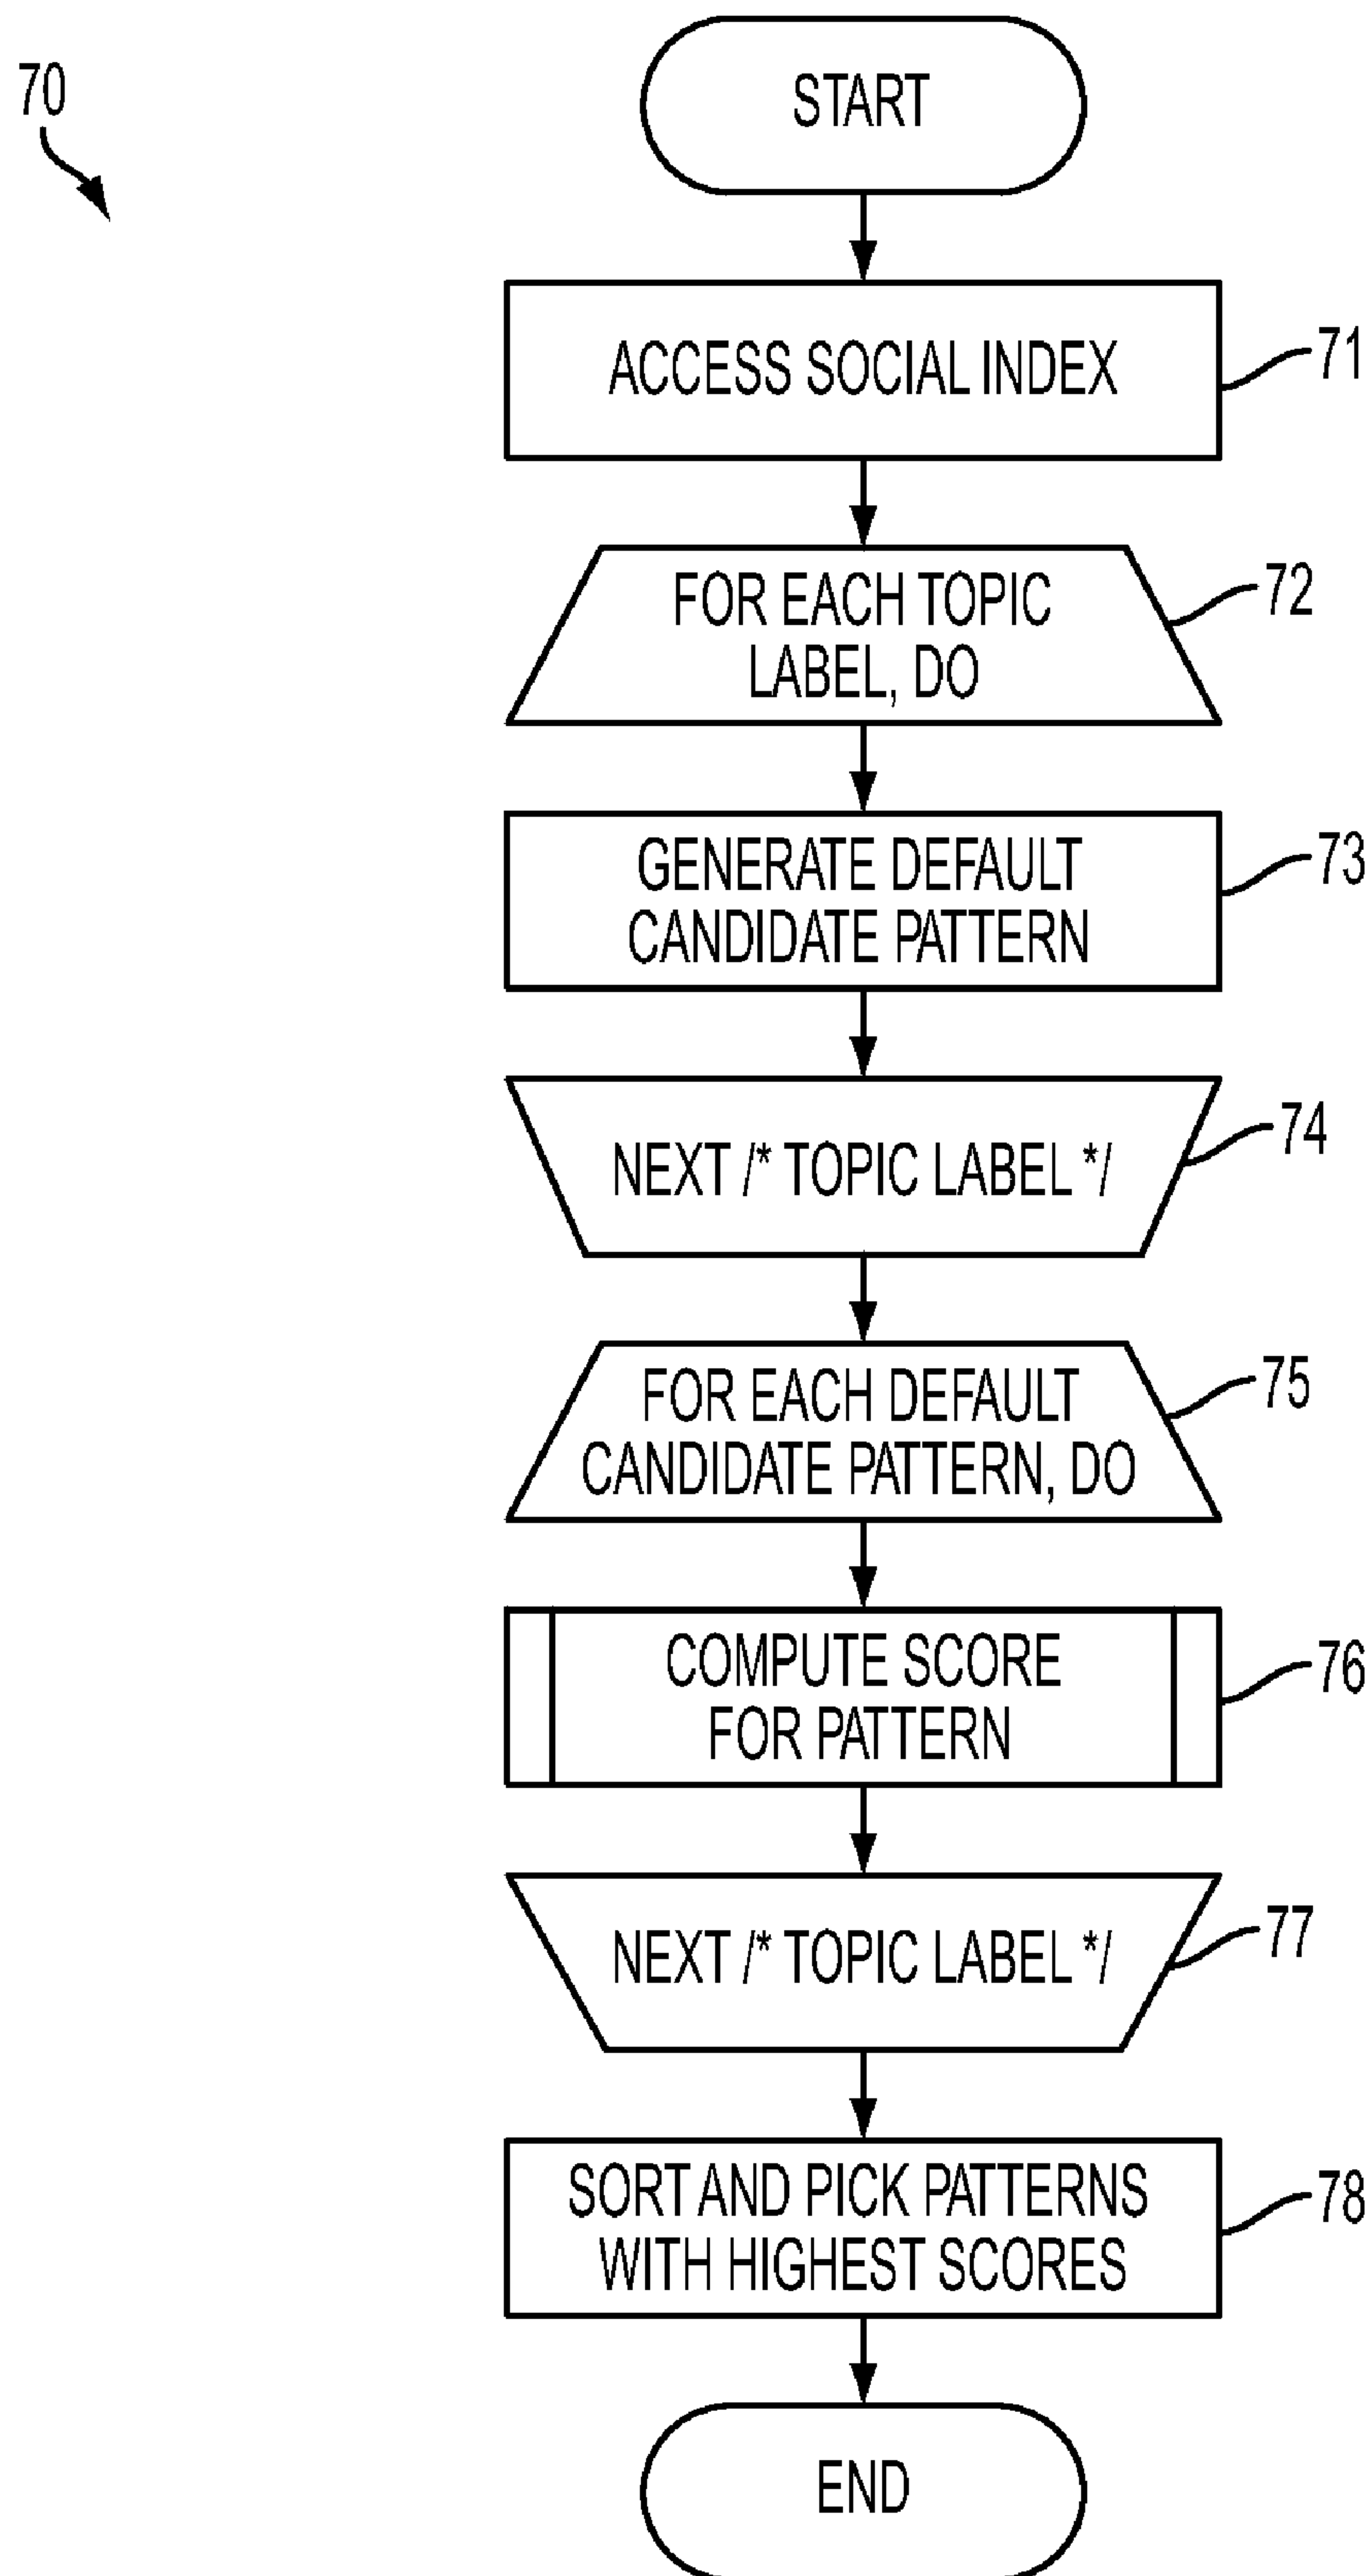 70
START
ACCESS SOCIAL INDEX
71
FOR EACH TOPIC
LABEL, DO
72
GENERATE DEFAULT
CANDIDATE PATTERN
73
NEXT /* TOPIC LABEL */
74
FOR EACH DEFAULT
CANDIDATE PATTERN, DO
75
COMPUTE SCORE
FOR PATTERN
76
NEXT /* TOPIC LABEL */
77
SORT AND PICK PATTERNS
WITH HIGHEST SCORES
78
END